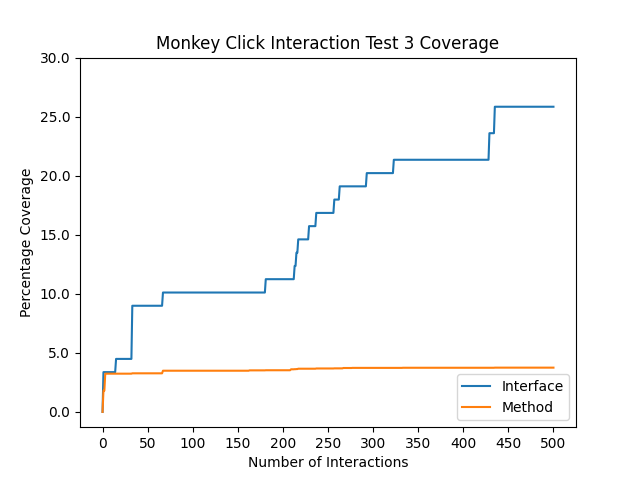 Monkey Click Interaction Test 3 Coverage
30.0
25.0
20.0
15.0
10.0
5.0
0.0
Percentage Coverage
0 50 100 150 200 250 300 350 400 450 500
Number of Interactions
Interface
Method